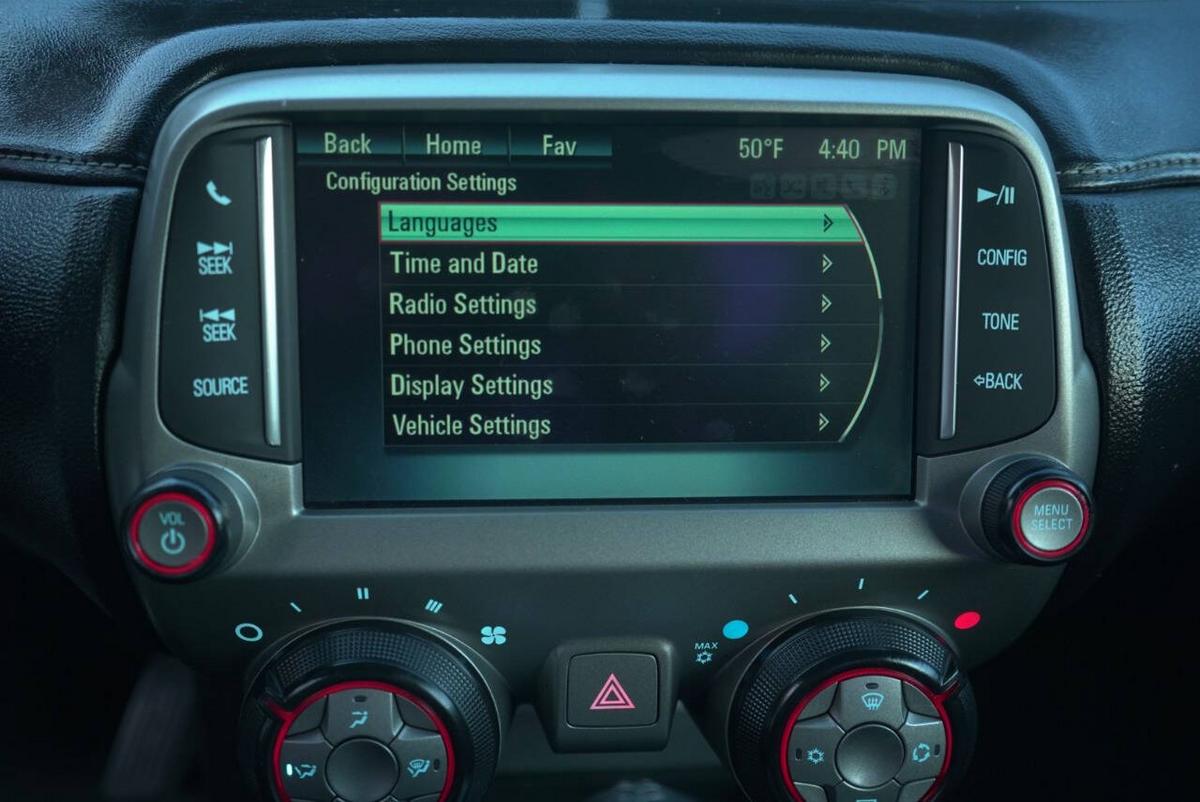 Back Home Fav 50°F 4:40 PM
Configuration Settings
Languages
Time and Date
Radio Settings
Phone Settings
Display Settings
Vehicle Settings
SEEK
SEEK
SOURCE
CONFIG
TONE
BACK
VOL
MENU
SELECT
MAX